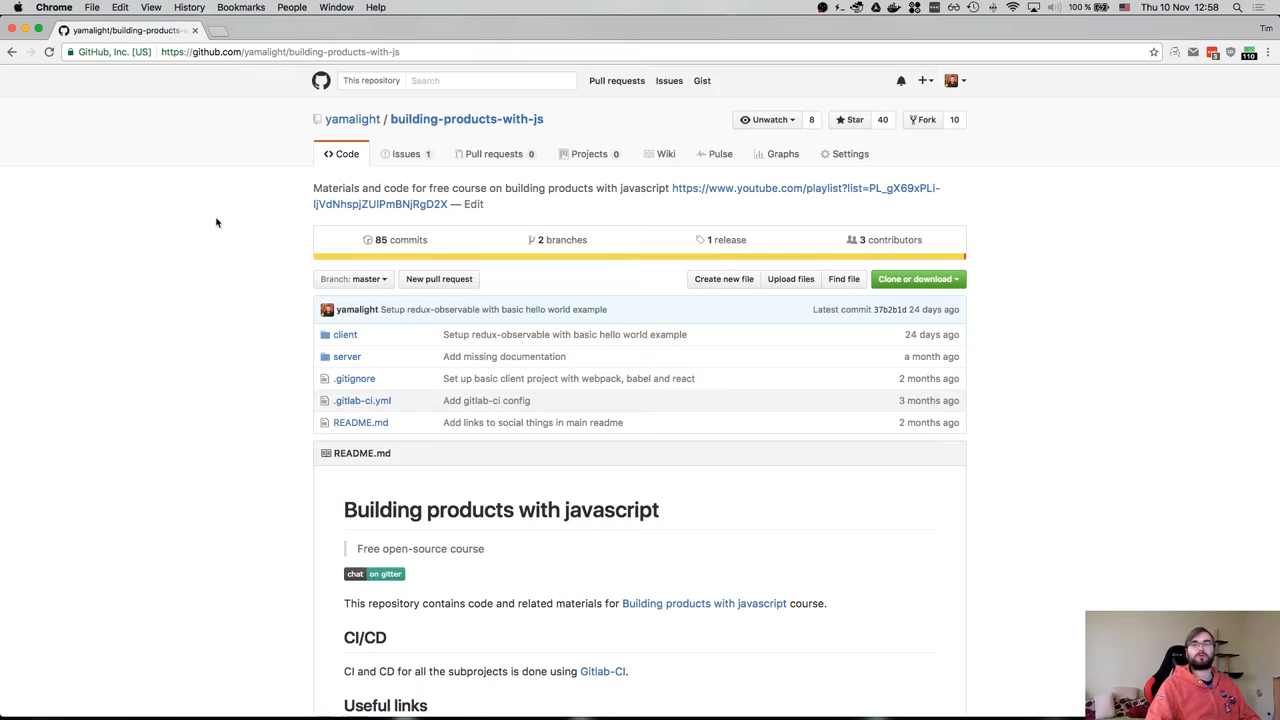 Chrome File Edit View History Bookmarks People Window Help 100 % Thu 10 Nov 12:58
yamalight/building-products-w Tim
GitHub, Inc. [US] https://github.com/yamalight/building-products-with-js 3 110
This repository Search Pull requests Issues Gist
yamalight / building-products-with-js Unwatch 8 Star 40 Fork 10
Code Issues 1 Pull requests 0 Projects 0 Wiki Pulse Graphs Settings
Materials and code for free course on building products with javascript https://www.youtube.com/playlist?list=PL_gX69xPLi-
ljVdNhspjZUlPmBNjRgD2X — Edit
85 commits 2 branches 1 release 3 contributors
Branch: master New pull request Create new file Upload files Find file Clone or download
yamalight Setup redux-observable with basic hello world example Latest commit 37b2b1d 24 days ago
client Setup redux-observable with basic hello world example 24 days ago
server Add missing documentation a month ago
.gitignore Set up basic client project with webpack, babel and react 2 months ago
.gitlab-ci.yml Add gitlab-ci config 3 months ago
README.md Add links to social things in main readme 2 months ago
README.md
Building products with javascript
Free open-source course
chat on gitter
This repository contains code and related materials for Building products with javascript course.
CI/CD
CI and CD for all the subprojects is done using Gitlab-CI.
Useful links